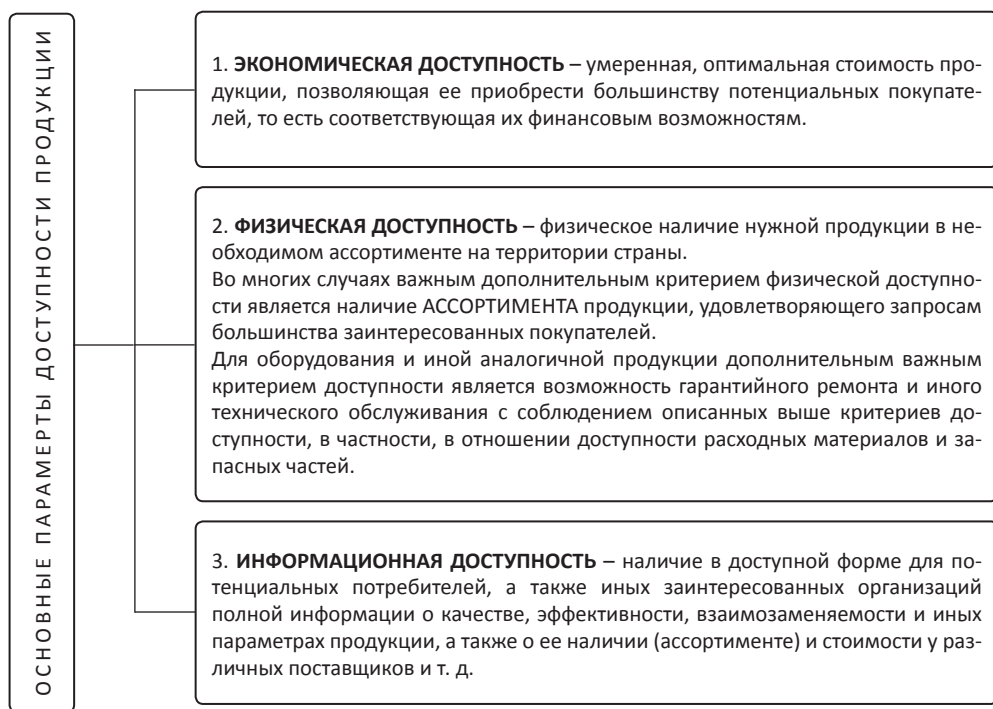 ОСНОВНЫЕ ПАРАМЕРТЫ ДОСТУПНОСТИ ПРОДУКЦИИ
1. ЭКОНОМИЧЕСКАЯ ДОСТУПНОСТЬ – умеренная, оптимальная стоимость про-
дукции, позволяющая ее приобрести большинству потенциальных покупате-
лей, то есть соответствующая их финансовым возможностям.
2. ФИЗИЧЕСКАЯ ДОСТУПНОСТЬ – физическое наличие нужной продукции в не-
обходимом ассортименте на территории страны.
Во многих случаях важным дополнительным критерием физической доступно-
сти является наличие АССОРТИМЕНТА продукции, удовлетворяющего запросам
большинства заинтересованных покупателей.
Для оборудования и иной аналогичной продукции дополнительным важным
критерием доступности является возможность гарантийного ремонта и иного
технического обслуживания с соблюдением описанных выше критериев до-
ступности, в частности, в отношении доступности расходных материалов и за-
пасных частей.
3. ИНФОРМАЦИОННАЯ ДОСТУПНОСТЬ – наличие в доступной форме для по-
тенциальных потребителей, а также иных заинтересованных организаций
полной информации о качестве, эффективности, взаимозаменяемости и иных
параметрах продукции, а также о ее наличии (ассортименте) и стоимости у раз-
личных поставщиков и т. д.